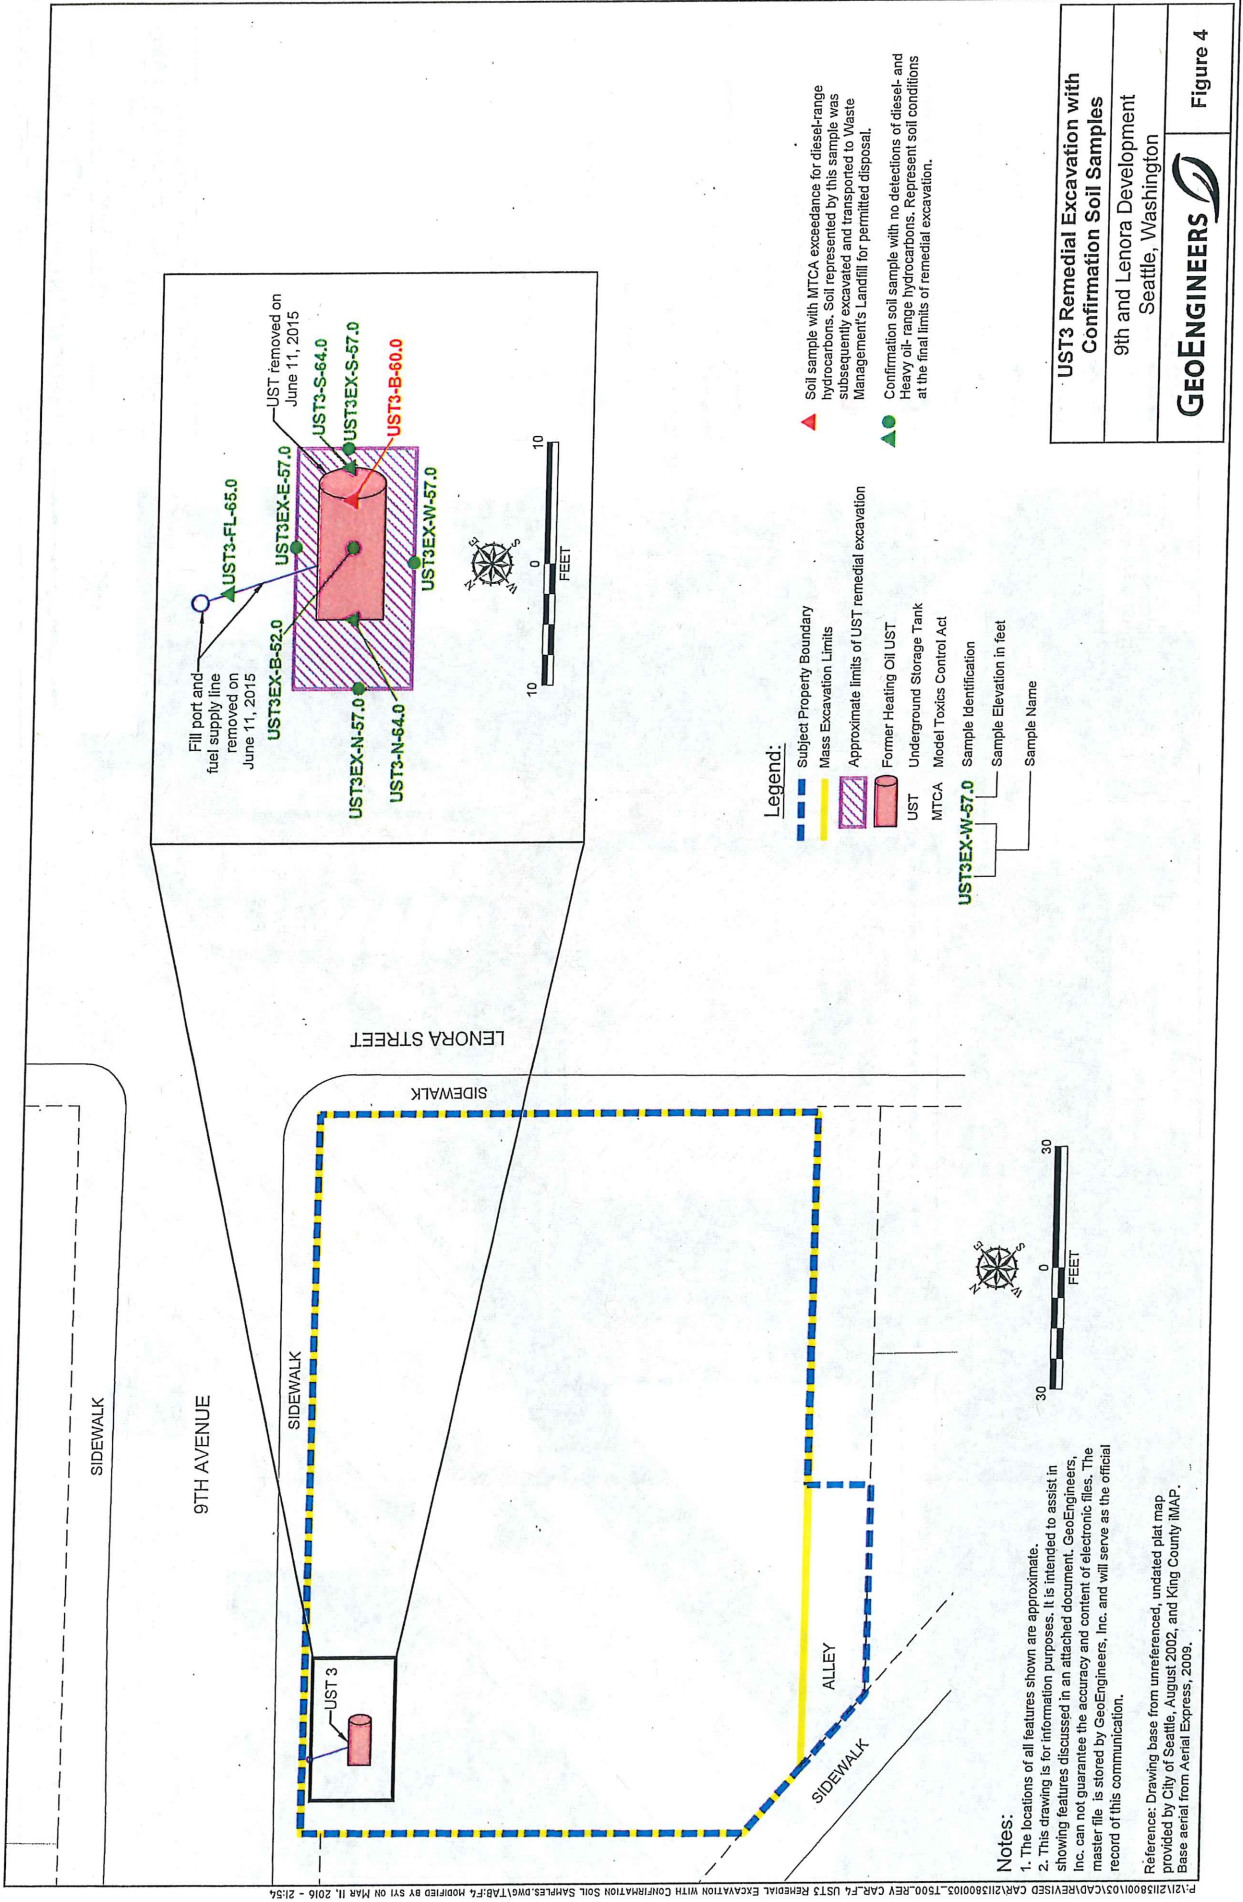 SIDEWALK
9TH AVENUE
SIDEWALK
SIDEWALK
LENORA STREET
UST 3
ALLEY
SIDEWALK
Fill port and
fuel supply line
removed on
June 11, 2015
UST3-FL-65.0
UST3EX-E-57.0
UST removed on
June 11, 2015
UST3-S-64.0
UST3EX-S-57.0
UST3-B-60.0
UST3EX-B-52.0
UST3EX-N-57.0
UST3-N-64.0
UST3EX-W-57.0
N
E
S
W
10
0
10
FEET
Legend:
Subject Property Boundary
Mass Excavation Limits
Approximate limits of UST remedial excavation
Former Heating Oil UST
UST Underground Storage Tank
MTCA Model Toxics Control Act
UST3EX-W-57.0 Sample Identification
Sample Elevation in feet
Sample Name
Soil sample with MTCA exceedance for diesel-range
hydrocarbons. Soil represented by this sample was
subsequently excavated and transported to Waste
Management's Landfill for permitted disposal.
Confirmation soil sample with no detections of diesel- and
Heavy oil- range hydrocarbons. Represent soil conditions
at the final limits of remedial excavation.
N
E
S
W
30
0
30
FEET
Notes:
1. The locations of all features shown are approximate.
2. This drawing is for information purposes. It is intended to assist in
showing features discussed in an attached document. GeoEngineers,
Inc. can not guarantee the accuracy and content of electronic files. The
master file is stored by GeoEngineers, Inc. and will serve as the official
record of this communication.
Reference: Drawing base from unreferenced, undated plat map
provided by City of Seattle, August 2002, and King County iMAP.
Base aerial from Aerial Express, 2009.
UST3 Remedial Excavation with
Confirmation Soil Samples
9th and Lenora Development
Seattle, Washington
GEOENGINEERS
Figure 4